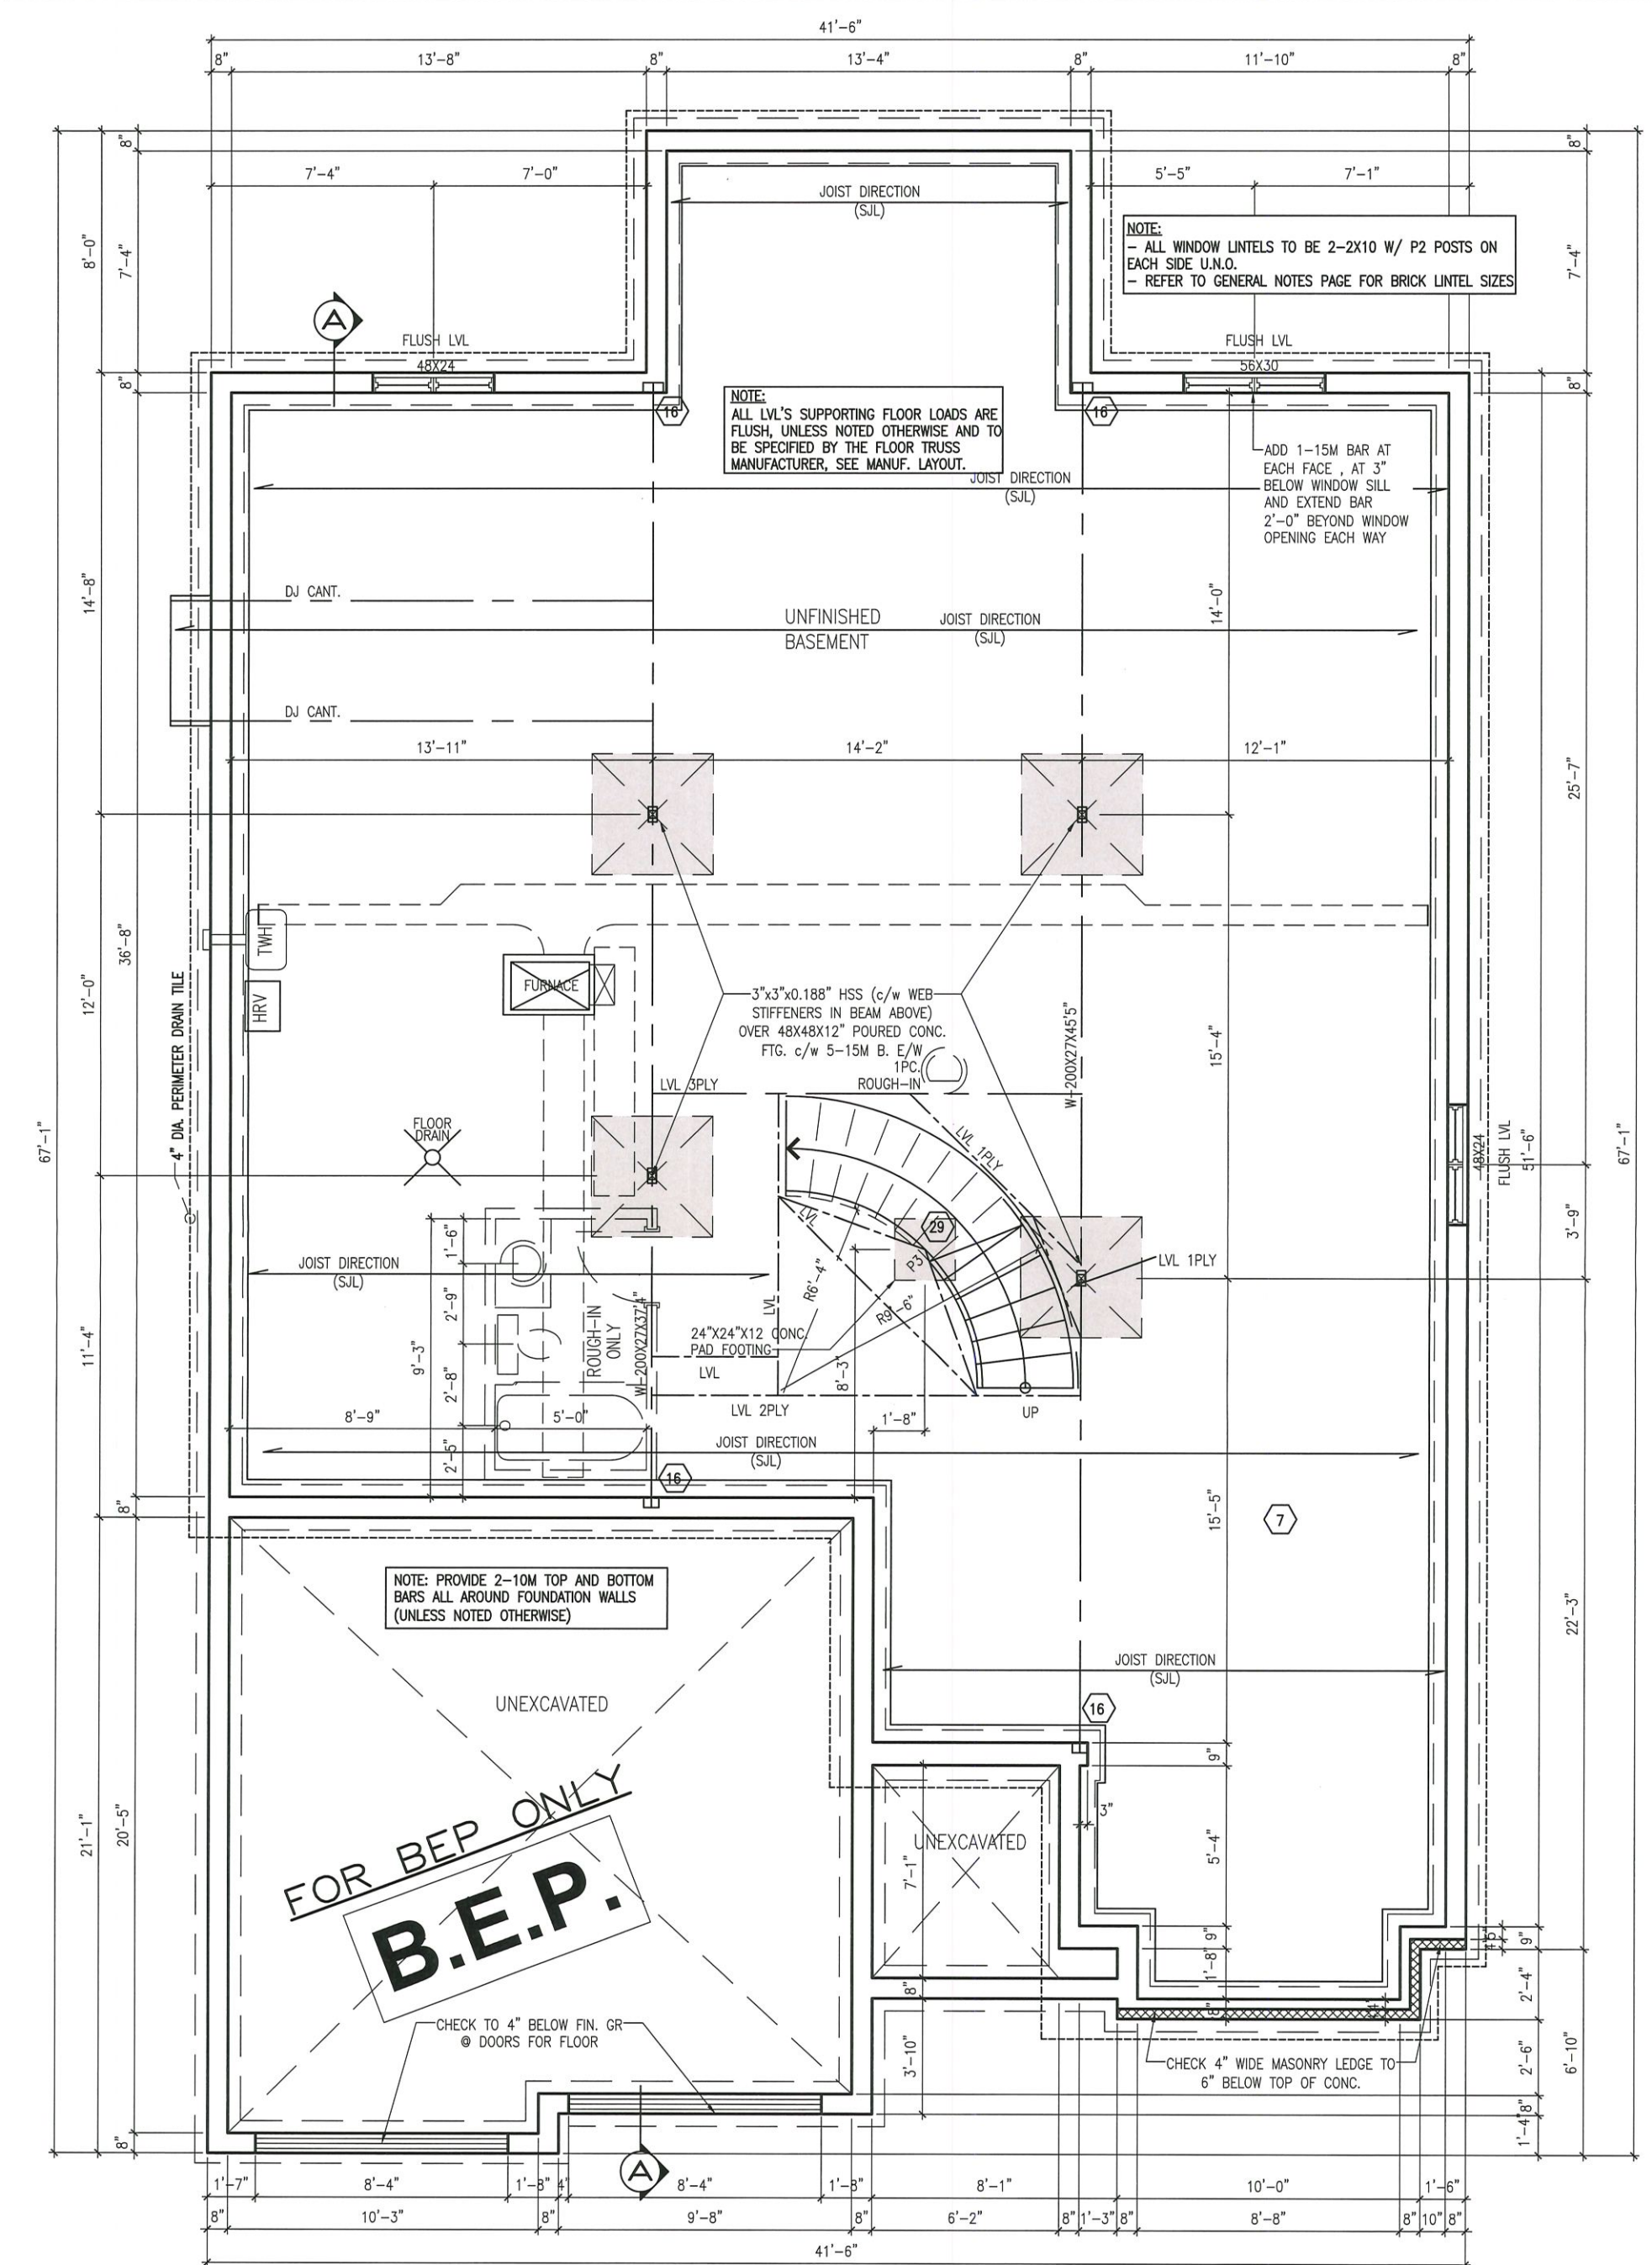 41'-6"
8" 13'-8" 8" 13'-4" 8" 11'-10" 8"
8"
8"
7'-4" 7'-0"
5'-5" 7'-1"
JOIST DIRECTION
(SJL)
8'-0"
7'-4"
7'-4"
NOTE:
- ALL WINDOW LINTELS TO BE 2-2X10 W/ P2 POSTS ON
EACH SIDE U.N.O.
- REFER TO GENERAL NOTES PAGE FOR BRICK LINTEL SIZES
A
FLUSH LVL
48X24
FLUSH LVL
56X30
8"
8"
16
16
NOTE:
ALL LVL'S SUPPORTING FLOOR LOADS ARE
FLUSH, UNLESS NOTED OTHERWISE AND TO
BE SPECIFIED BY THE FLOOR TRUSS
MANUFACTURER, SEE MANUF. LAYOUT.
JOIST DIRECTION
(SJL)
ADD 1-15M BAR AT
EACH FACE , AT 3"
BELOW WINDOW SILL
AND EXTEND BAR
2'-0" BEYOND WINDOW
OPENING EACH WAY
14'-8"
DJ CANT.
UNFINISHED
BASEMENT
JOIST DIRECTION
(SJL)
14'-0"
DJ CANT.
13'-11" 14'-2" 12'-1"
25'-7"
36'-8"
12'-0"
TWH
HRV
FURNACE
4" DIA. PERIMETER DRAIN TILE
3"x3"x0.188" HSS (c/w WEB
STIFFENERS IN BEAM ABOVE)
OVER 48X48X12" POURED CONC.
FTG. c/w 5-15M B. E/W
1PC.
ROUGH-IN
W-200X27X45'5"
15'-4"
LVL 3PLY
LVL 1PLY
67'-1"
67'-1"
51'-6"
48X24
FLUSH LVL
FLOOR
DRAIN
3'-9"
LVL
29
P3
LVL 1PLY
R6'-4"
R9'-6"
JOIST DIRECTION
(SJL)
1'-6"
2'-9"
9'-3"
2'-8"
2'-5"
11'-4"
ROUGH-IN
ONLY
W-200X27X37'4"
LVL
24"X24"X12 CONC.
PAD FOOTING
LVL
8'-3"
LVL 2PLY
UP
8'-9" 5'-0"
1'-8"
JOIST DIRECTION
(SJL)
16
8"
15'-5"
7
22'-3"
NOTE: PROVIDE 2-10M TOP AND BOTTOM
BARS ALL AROUND FOUNDATION WALLS
(UNLESS NOTED OTHERWISE)
JOIST DIRECTION
(SJL)
UNEXCAVATED
16
9"
3"
21'-1"
20'-5"
FOR BEP ONLY
B.E.P.
UNEXCAVATED
7'-1"
5'-4"
9"
1'-8"
8"
9"
2'-4"
8"
3'-10"
2'-6"
6'-10"
8"
1'-4"
CHECK TO 4" BELOW FIN. GR
@ DOORS FOR FLOOR
CHECK 4" WIDE MASONRY LEDGE TO
6" BELOW TOP OF CONC.
8"
A
1'-7" 8'-4" 1'-8" 4" 8'-4" 1'-8" 8'-1" 10'-0" 1'-6"
8" 10'-3" 8" 9'-8" 8" 6'-2" 8" 1'-3" 8" 8'-8" 8" 10" 8"
41'-6"